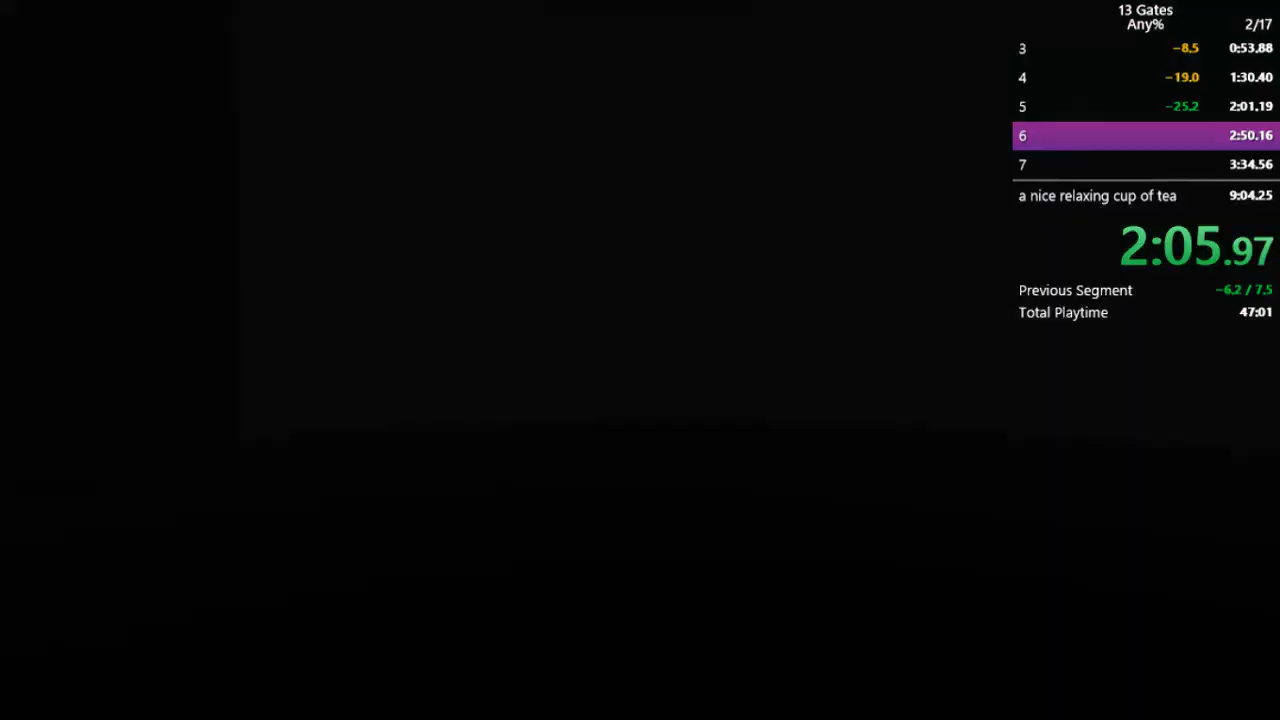 13 Gates
Any% 2/17
3 −8.5 0:53.88
4 −19.0 1:30.40
5 −25.2 2:01.19
6 2:50.16
7 3:34.56
a nice relaxing cup of tea 9:04.25
2:05.97
Previous Segment −6.2 / 7.5
Total Playtime 47:01